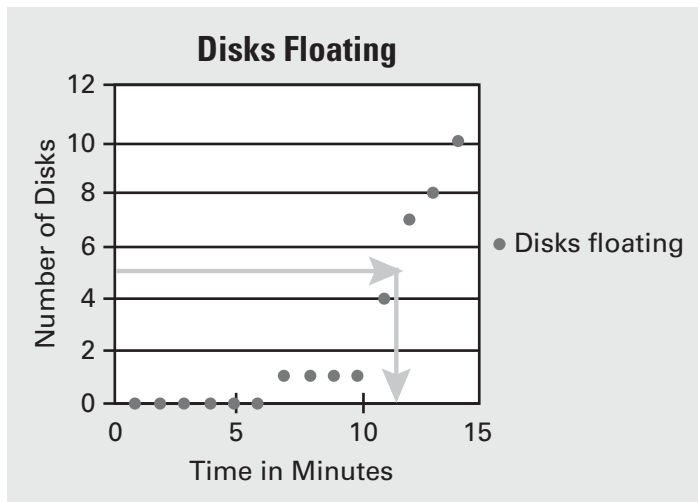 Disks Floating
Number of Disks
12
10
8
6
4
2
0
0 5 10 15
Time in Minutes
Disks floating